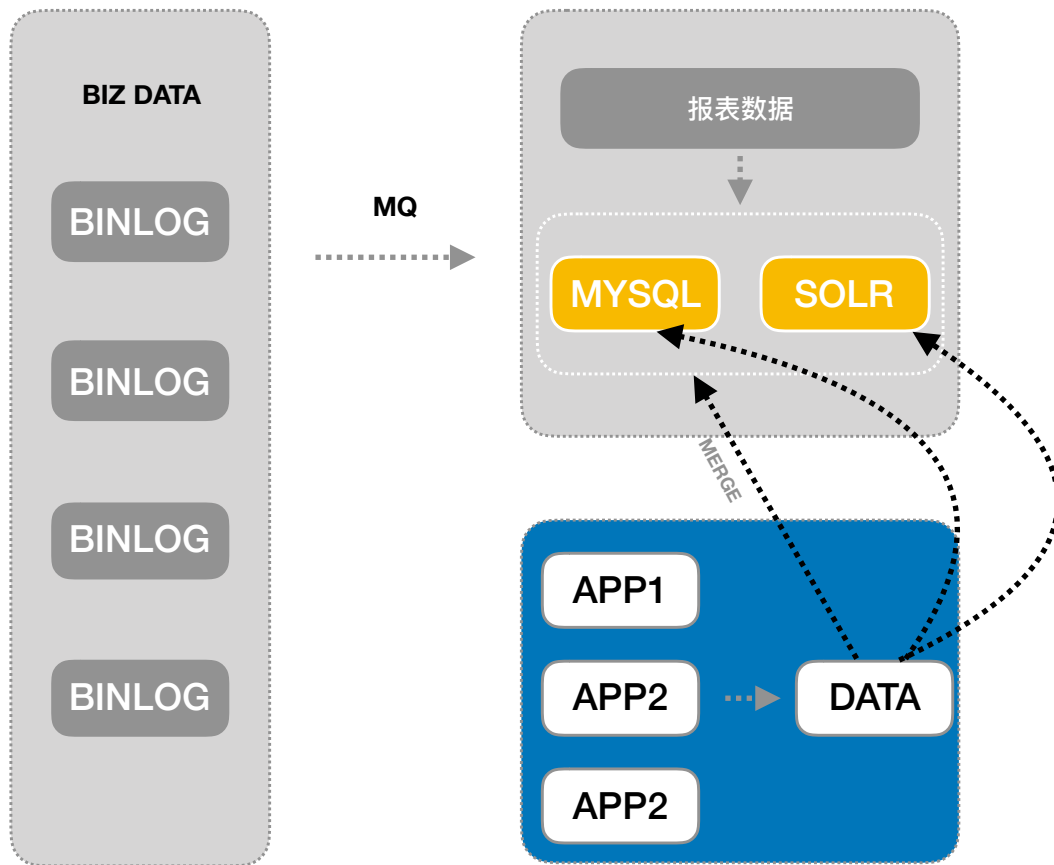 BIZ DATA
BINLOG
BINLOG
BINLOG
BINLOG
MQ
报表数据
MYSQL
SOLR
MERGE
APP1
APP2
DATA
APP2